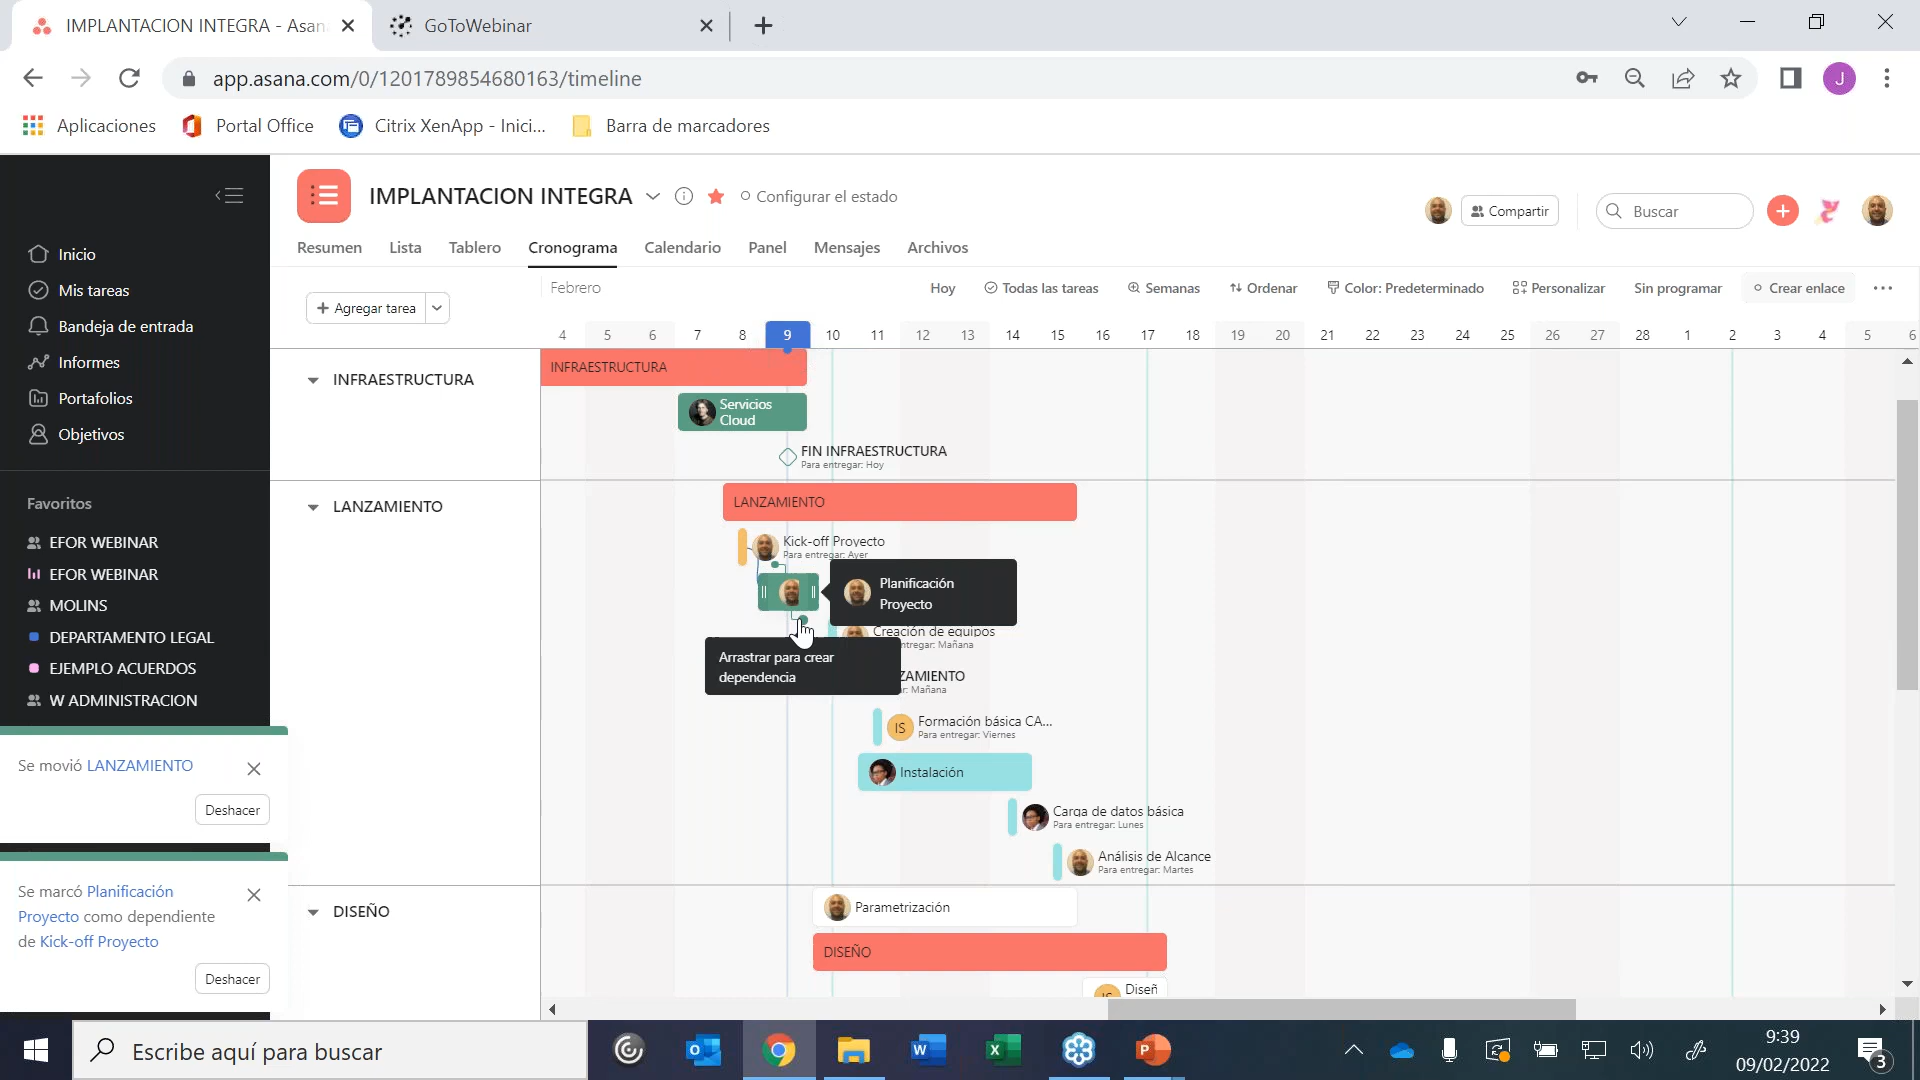 IMPLANTACION INTEGRA - Asan
GoToWebinar
app.asana.com/0/1201789854680163/timeline
J
Aplicaciones
Portal Office
Citrix XenApp - Inici...
Barra de marcadores
IMPLANTACION INTEGRA
Configurar el estado
Compartir
Buscar
Resumen
Lista
Tablero
Cronograma
Calendario
Panel
Mensajes
Archivos
Inicio
Mis tareas
Bandeja de entrada
Informes
Portafolios
Objetivos
Favoritos
EFOR WEBINAR
EFOR WEBINAR
MOLINS
DEPARTAMENTO LEGAL
EJEMPLO ACUERDOS
W ADMINISTRACION
Se movió LANZAMIENTO
Deshacer
Se marcó Planificación
Proyecto como dependiente
de Kick-off Proyecto
Deshacer
Agregar tarea
Febrero
Hoy
Todas las tareas
Semanas
Ordenar
Color: Predeterminado
Personalizar
Sin programar
Crear enlace
4 5 6 7 8 9 10 11 12 13 14 15 16 17 18 19 20 21 22 23 24 25 26 27 28 1 2 3 4 5 6
INFRAESTRUCTURA
INFRAESTRUCTURA
Servicios
Cloud
FIN INFRAESTRUCTURA
Para entregar: Hoy
LANZAMIENTO
LANZAMIENTO
Kick-off Proyecto
Para entregar: Ayer
Planificación
Proyecto
Creación de equipos
ntregar: Mañana
Arrastrar para crear
dependencia
ZAMIENTO
ar: Mañana
IS
Formación básica CA...
Para entregar: Viernes
Instalación
Carga de datos básica
Para entregar: Lunes
Análisis de Alcance
Para entregar: Martes
DISEÑO
Parametrización
DISEÑO
IS
Diseñ
Escribe aquí para buscar
9:39
09/02/2022
3